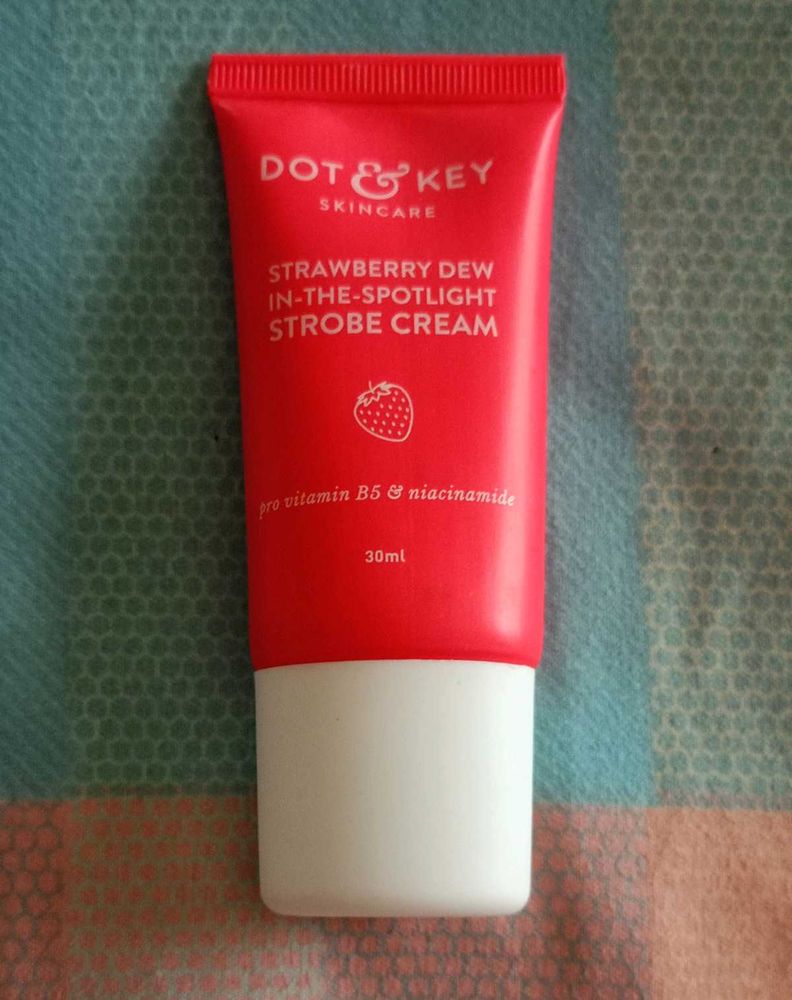 DOT & KEY
SKINCARE
STRAWBERRY DEW
IN-THE-SPOTLIGHT
STROBE CREAM
pro vitamin B5 & niacinamide
30ml